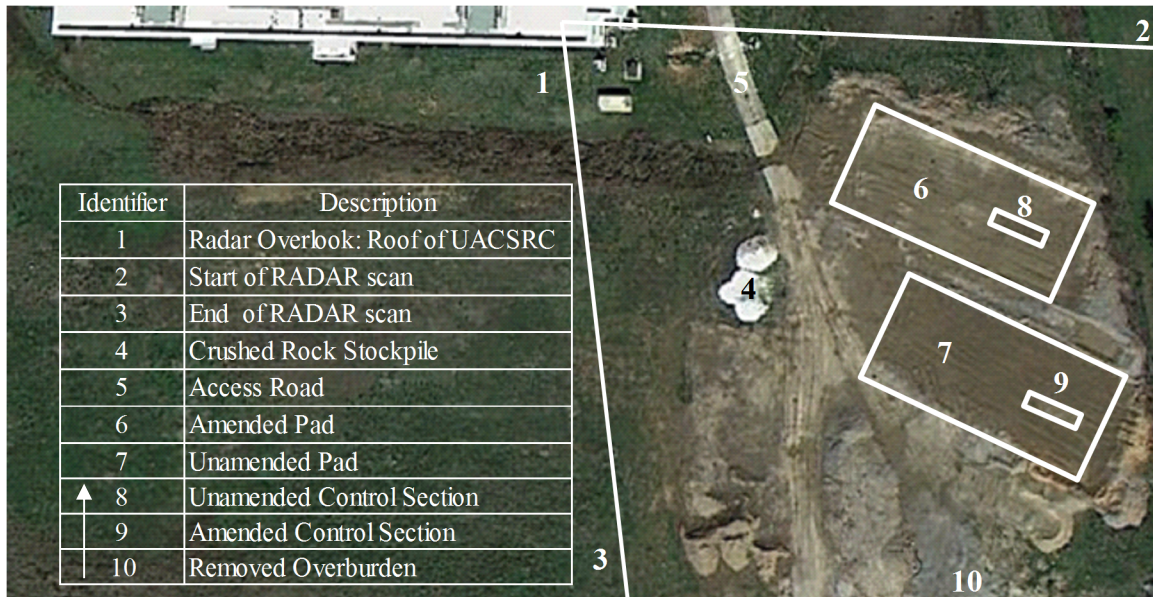 2
1
5
6
8
4
7
9
3
10
Identifier Description
1 Radar Overlook: Roof of UACSRC
2 Start of RADAR scan
3 End of RADAR scan
4 Crushed Rock Stockpile
5 Access Road
6 Amended Pad
7 Unamended Pad
8 Unamended Control Section
9 Amended Control Section
10 Removed Overburden